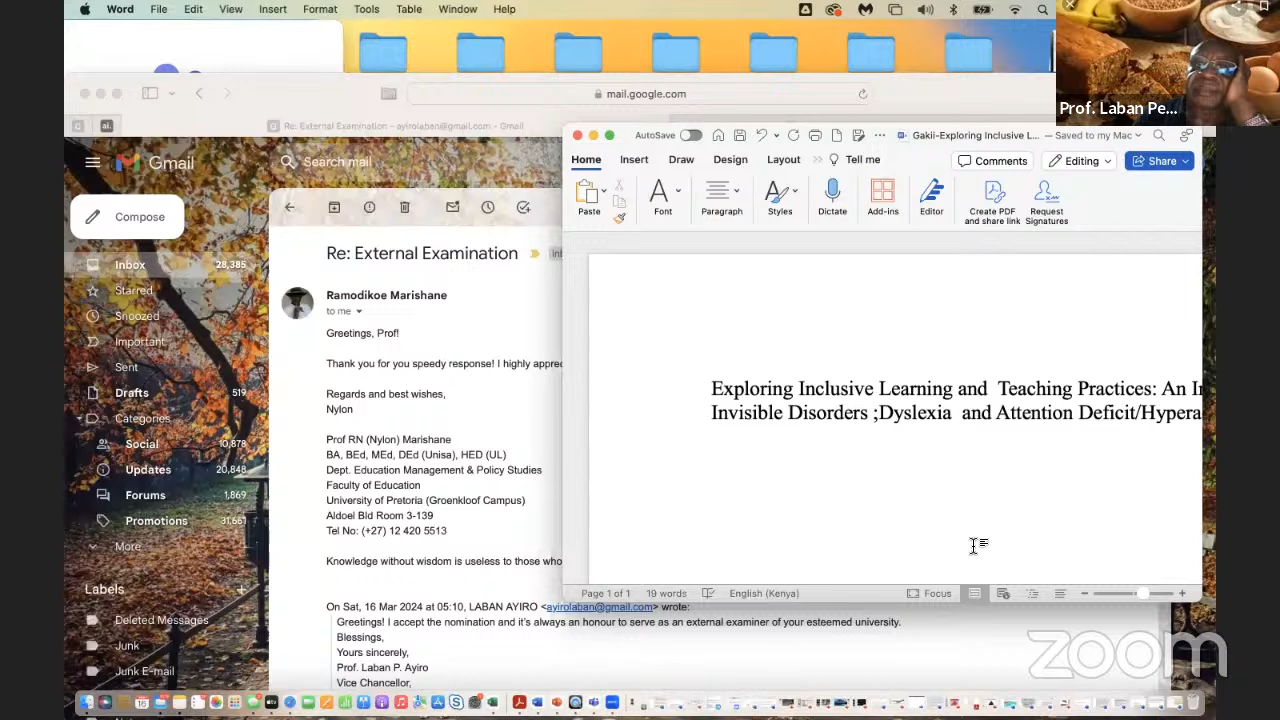 Word File Edit View Insert Format Tools Table Window Help
mail.google.com
Re: External Examination – ayirolaban@gmail.com - Gmail
Prof. Laban Pe...
Gmail
Search mail
Compose
Inbox 28,385
Starred
Snoozed
Important
Sent
Drafts 519
Categories
Social 10,878
Updates 20,848
Forums 1,869
Promotions 31,661
More
Labels
Deleted Messages
Junk
Junk E-mail
Re: External Examination
Ramodikoe Marishane
to me
Greetings, Prof!
Thank you for you speedy response! I highly apprec
Regards and best wishes,
Nylon
Prof RN (Nylon) Marishane
BA, BEd, MEd, DEd (Unisa), HED (UL)
Dept. Education Management & Policy Studies
Faculty of Education
University of Pretoria (Groenkloof Campus)
Aldoel Bld Room 3-139
Tel No: (+27) 12 420 5513
Knowledge without wisdom is useless to those who
On Sat, 16 Mar 2024 at 05:10, LABAN AYIRO <ayirolaban@gmail.com> wrote:
Greetings! I accept the nomination and it's always an honour to serve as an external examiner of your esteemed university.
Blessings,
Yours sincerely,
Prof. Laban P. Ayiro
Vice Chancellor,
AutoSave
Gakii-Exploring Inclusive L... — Saved to my Mac
Home Insert Draw Design Layout Tell me
Comments Editing Share
Paste Font Paragraph Styles Dictate Add-ins Editor Create PDF and share link Request Signatures
Exploring Inclusive Learning and Teaching Practices: An In
Invisible Disorders ;Dyslexia and Attention Deficit/Hypera
Page 1 of 1 19 words English (Kenya) Focus
zoom